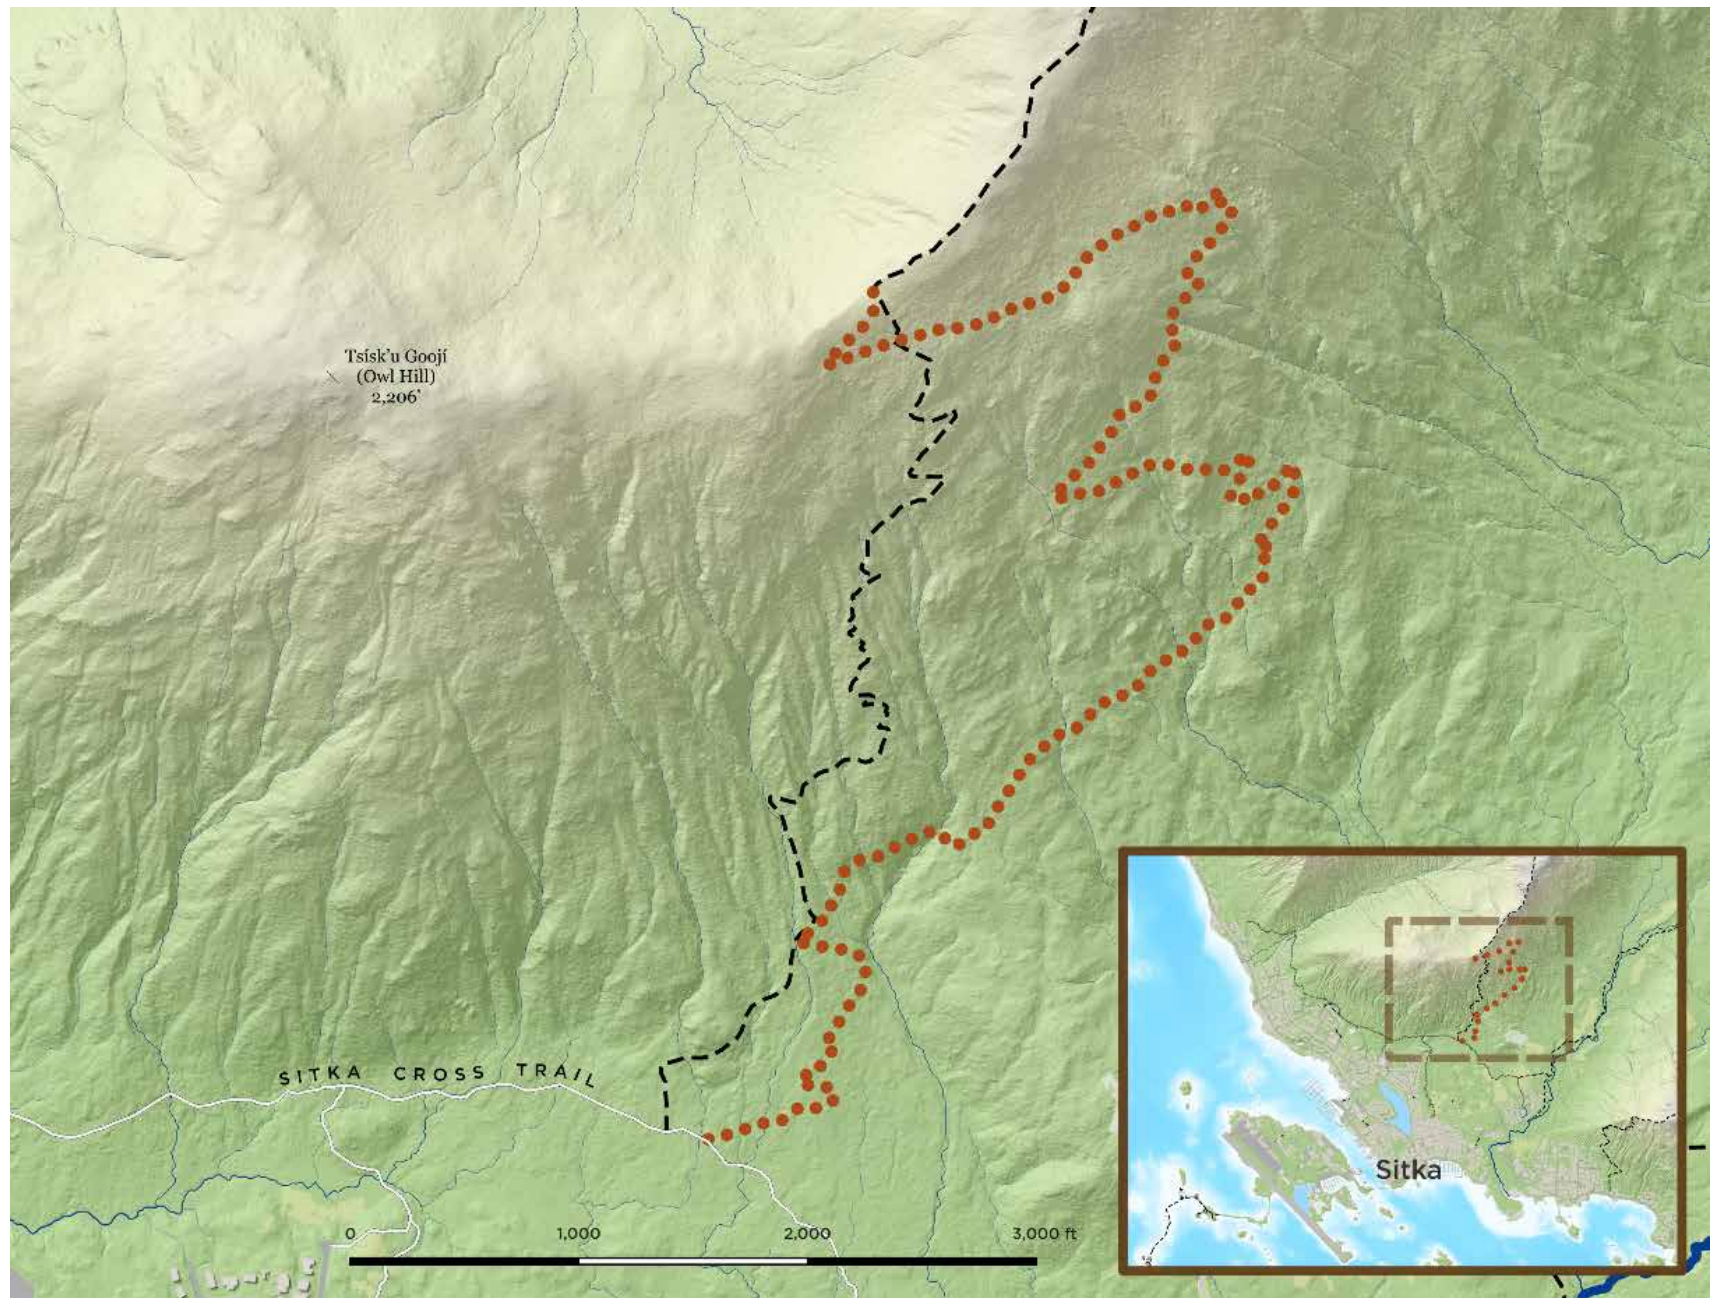 Tsísk'u Goojí
(Owl Hill)
2,206'
SITKA CROSS TRAIL
Sitka
0 1,000 2,000 3,000 ft